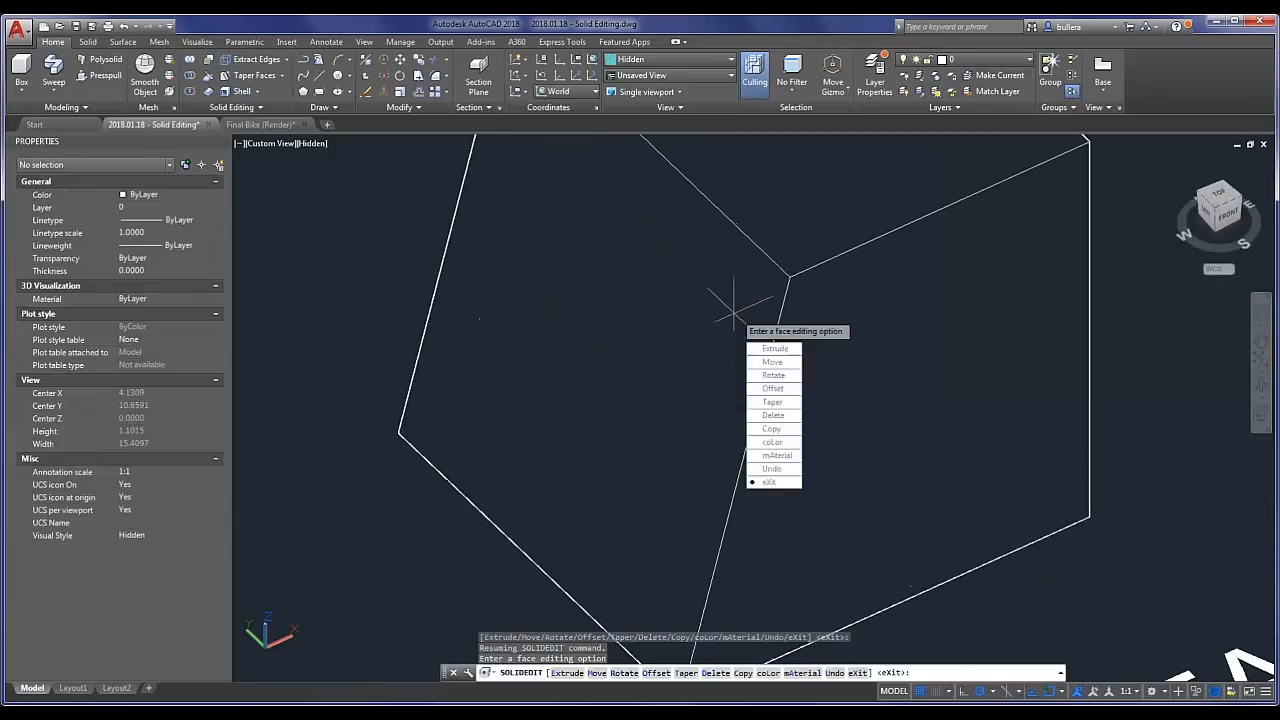 Autodesk AutoCAD 2018 2018.01.18 - Solid Editing.dwg
Type a keyword or phrase
bullera
Home Solid Surface Mesh Visualize Parametric Insert Annotate View Manage Output Add-ins A360 Express Tools Featured Apps
Box
Sweep
Polysolid
Presspull
Smooth Object
Extract Edges
Taper Faces
Shell
Section Plane
World
Hidden
Unsaved View
Single viewport
Culling
No Filter
Move Gizmo
Layer Properties
0
Make Current
Match Layer
Group
Base
Modeling Mesh Solid Editing Draw Modify Section Coordinates View Selection Layers Groups View
Start 2018.01.18 - Solid Editing* Final Bike (Render)*
PROPERTIES
[−][Custom View][Hidden]
No selection
General
Color ByLayer
Layer 0
Linetype ByLayer
Linetype scale 1.0000
Lineweight ByLayer
Transparency ByLayer
Thickness 0.0000
3D Visualization
Material ByLayer
Plot style
Plot style ByColor
Plot style table None
Plot table attached to Model
Plot table type Not available
View
Center X 4.1309
Center Y 10.6591
Center Z 0.0000
Height 1.1015
Width 15.4097
Misc
Annotation scale 1:1
UCS icon On Yes
UCS icon at origin Yes
UCS per viewport Yes
UCS Name
Visual Style Hidden
TOP
FRONT
W
S
E
WCS
Enter a face editing option
Extrude
Move
Rotate
Offset
Taper
Delete
Copy
coLor
mAterial
Undo
eXit
Z
Y
X
[Extrude/Move/Rotate/Offset/Taper/Delete/Copy/coLor/mAterial/Undo/eXit] <eXit>:
Resuming SOLIDEDIT command.
Enter a face editing option
SOLIDEDIT [Extrude Move Rotate Offset Taper Delete Copy coLor mAterial Undo eXit] <eXit>:
Model Layout1 Layout2
MODEL
1:1